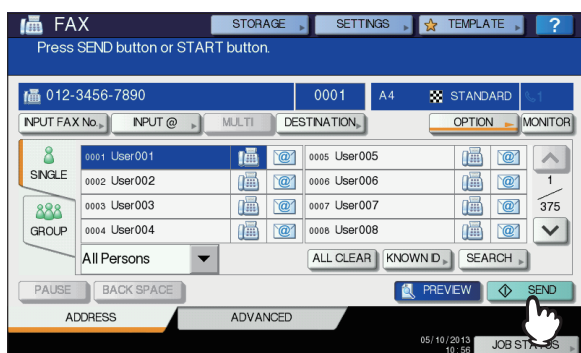 FAX STORAGE SETTINGS TEMPLATE ?
Press SEND button or START button.
012-3456-7890 0001 A4 STANDARD 1
INPUT FAX No. INPUT @ MULTI DESTINATION OPTION MONITOR
SINGLE
0001 User001 @ 0005 User005 @
0002 User002 @ 0006 User006 @
1
0003 User003 @ 0007 User007 @
375
GROUP
0004 User004 @ 0008 User008 @
All Persons ALL CLEAR KNOWN ID SEARCH
PAUSE BACK SPACE PREVIEW SEND
ADDRESS ADVANCED
05/10/2013
10:56
JOB STATUS